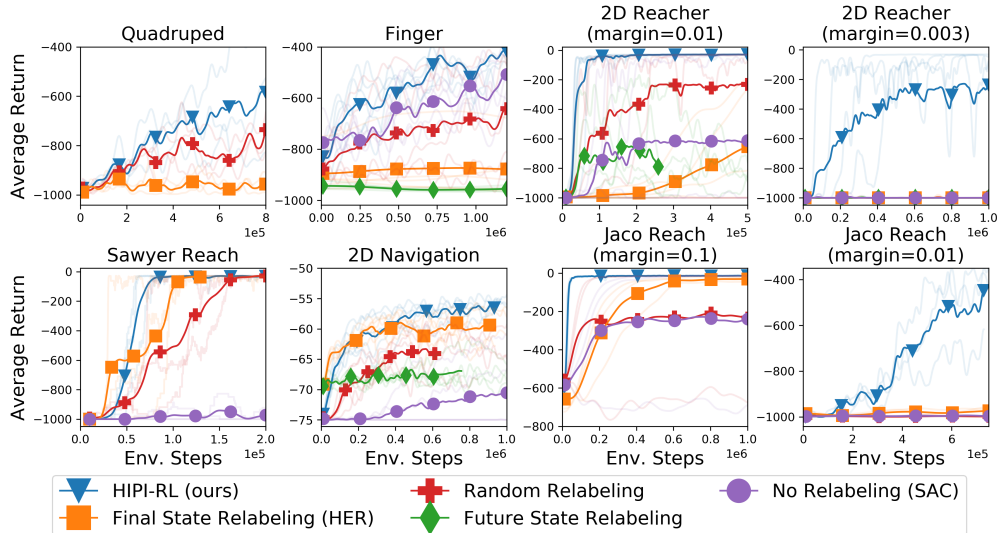 Quadruped
Finger
2D Reacher
(margin=0.01)
2D Reacher
(margin=0.003)
Average Return
−400
−600
−800
−1000
0
2
4
6
8
1e5
−400
−600
−800
−1000
0.00
0.25
0.50
0.75
1.00
1e6
0
−200
−400
−600
−800
−1000
0
1
2
3
4
5
1e5
0
−200
−400
−600
−800
−1000
0.0
0.2
0.4
0.6
0.8
1.0
1e6
Sawyer Reach
2D Navigation
Jaco Reach
(margin=0.1)
Jaco Reach
(margin=0.01)
Average Return
0
−200
−400
−600
−800
−1000
0.0
0.5
1.0
1.5
2.0
1e5
Env. Steps
−50
−55
−60
−65
−70
−75
0.0
0.2
0.4
0.6
0.8
1.0
1e6
Env. Steps
0
−200
−400
−600
−800
0.0
0.2
0.4
0.6
0.8
1.0
1e6
Env. Steps
−400
−600
−800
−1000
0
2
4
6
1e5
Env. Steps
HIPI-RL (ours)
Random Relabeling
No Relabeling (SAC)
Final State Relabeling (HER)
Future State Relabeling